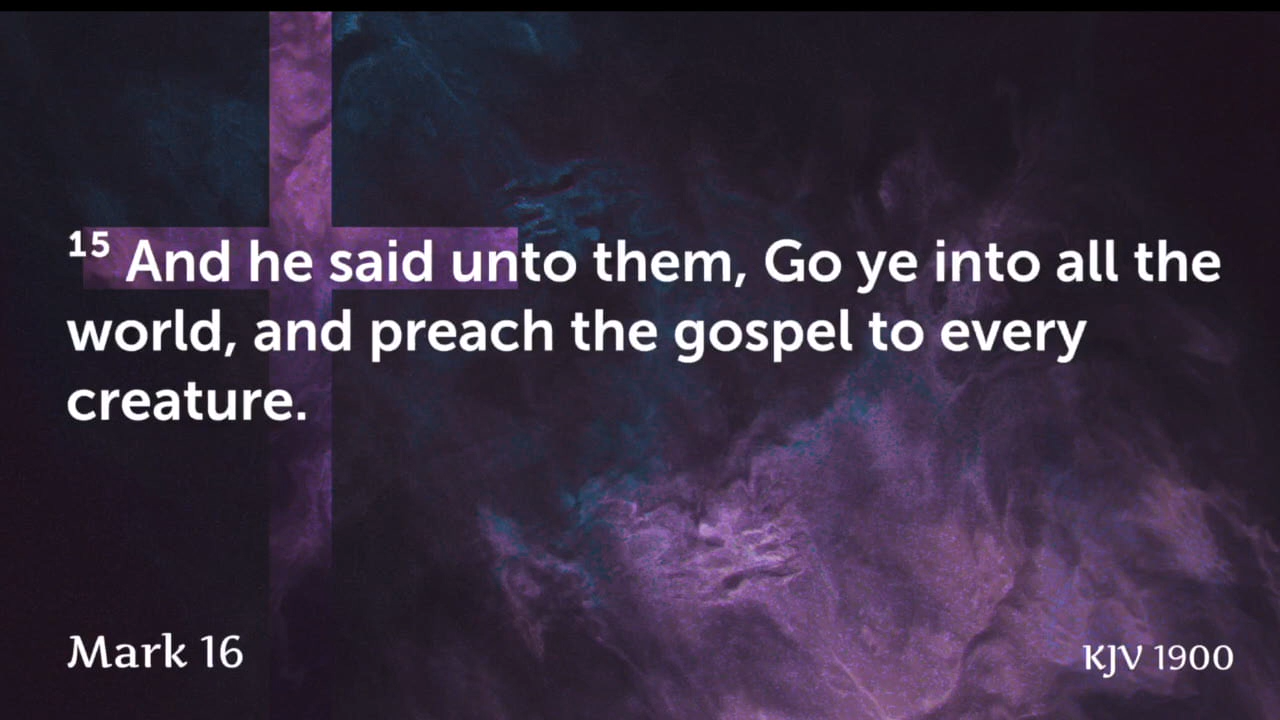 15 And he said unto them, Go ye into all the
world, and preach the gospel to every
creature.
Mark 16
KJV 1900